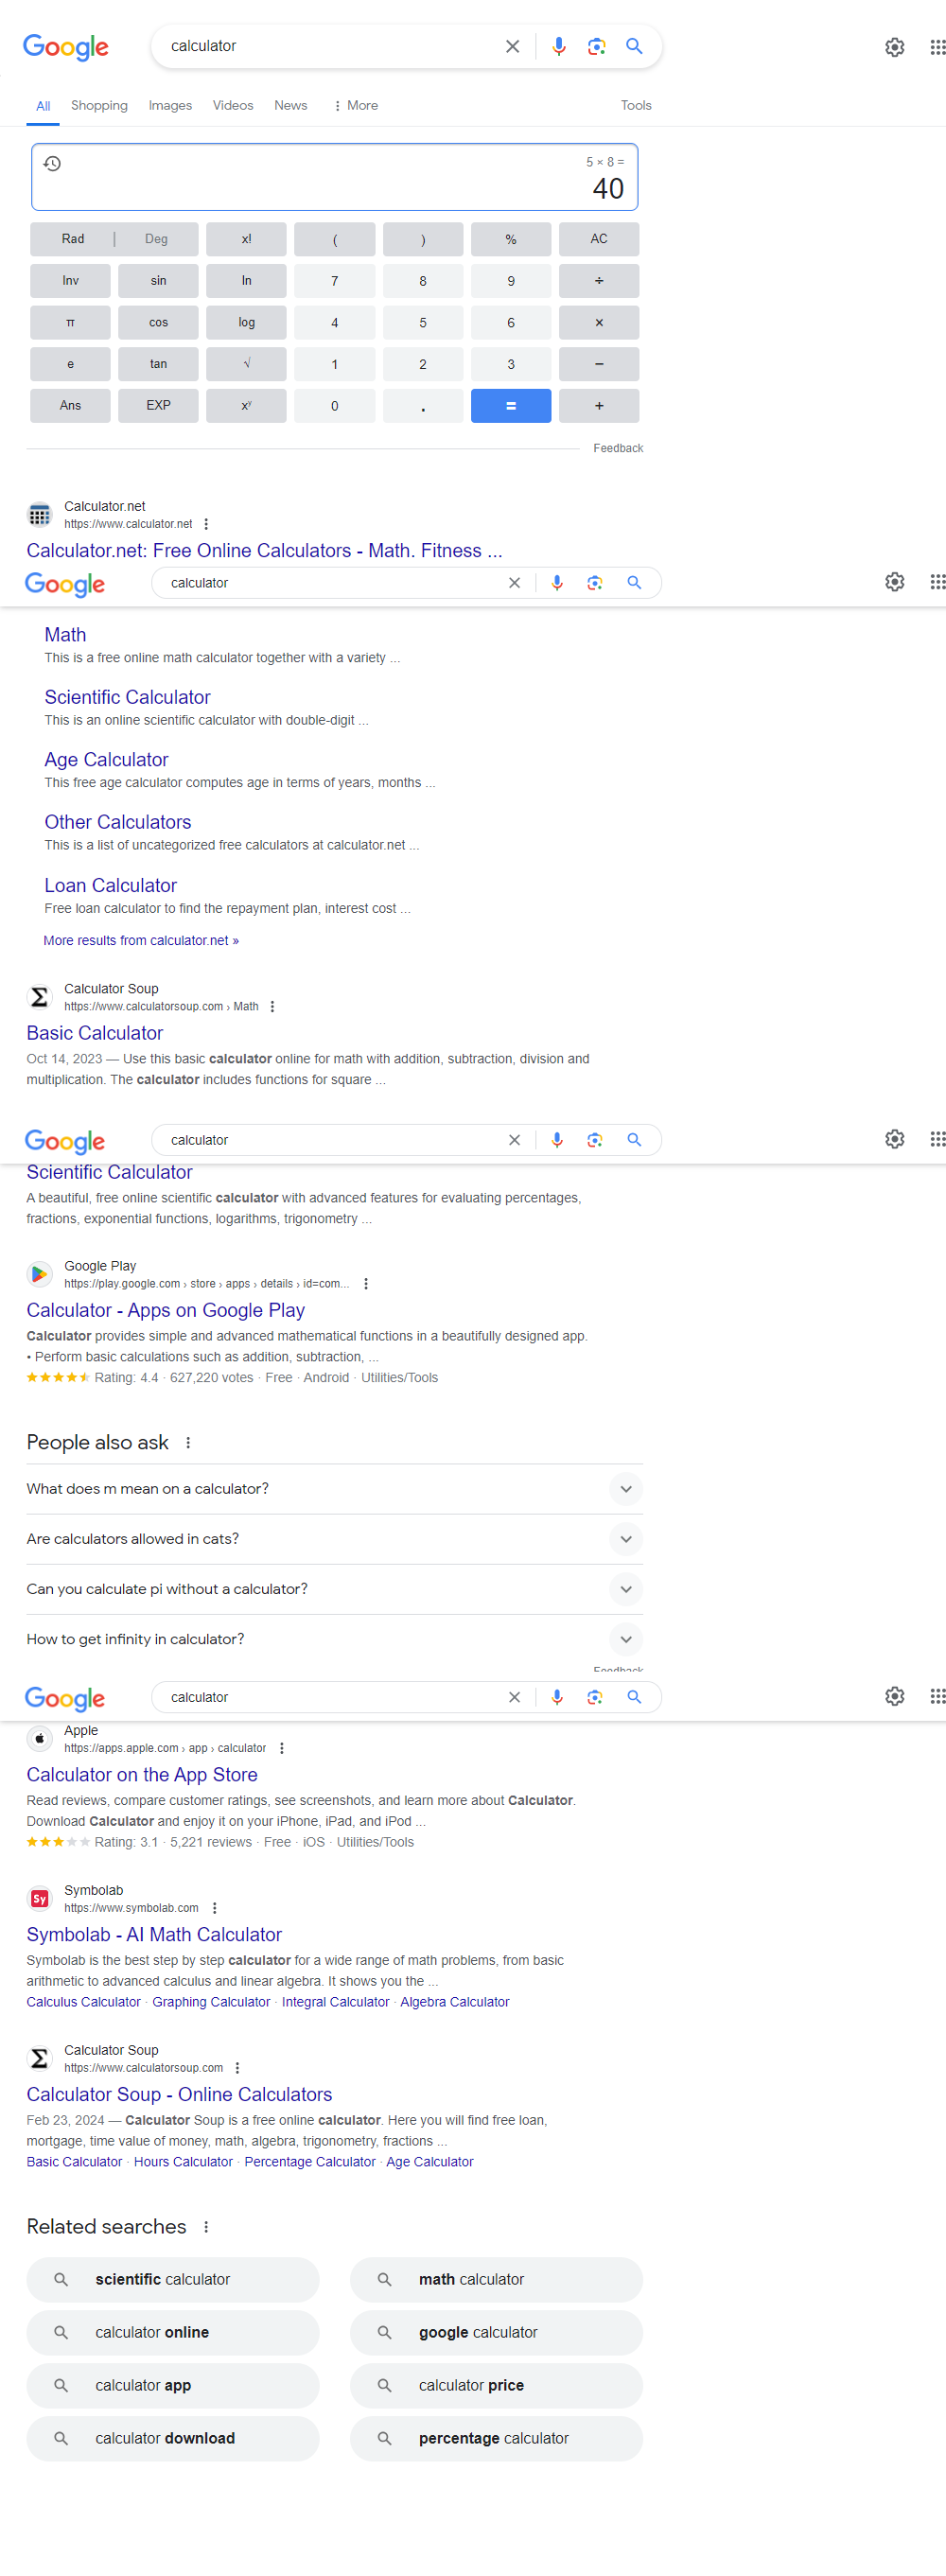 Google
calculator
All Shopping Images Videos News More Tools
5 × 8 =
40
Rad | Deg x! ( ) % AC
Inv sin ln 7 8 9 ÷
π cos log 4 5 6 ×
e tan √ 1 2 3 −
Ans EXP xʸ 0 . = +
Feedback
Calculator.net
https://www.calculator.net
Calculator.net: Free Online Calculators - Math. Fitness ...
Google
calculator
Math
This is a free online math calculator together with a variety ...
Scientific Calculator
This is an online scientific calculator with double-digit ...
Age Calculator
This free age calculator computes age in terms of years, months ...
Other Calculators
This is a list of uncategorized free calculators at calculator.net ...
Loan Calculator
Free loan calculator to find the repayment plan, interest cost ...
More results from calculator.net »
Σ
Calculator Soup
https://www.calculatorsoup.com › Math
Basic Calculator
Oct 14, 2023 — Use this basic calculator online for math with addition, subtraction, division and
multiplication. The calculator includes functions for square ...
Google
calculator
Scientific Calculator
A beautiful, free online scientific calculator with advanced features for evaluating percentages,
fractions, exponential functions, logarithms, trigonometry ...
Google Play
https://play.google.com › store › apps › details › id=com...
Calculator - Apps on Google Play
Calculator provides simple and advanced mathematical functions in a beautifully designed app.
• Perform basic calculations such as addition, subtraction, ...
Rating: 4.4 · 627,220 votes · Free · Android · Utilities/Tools
People also ask
What does m mean on a calculator?
Are calculators allowed in cats?
Can you calculate pi without a calculator?
How to get infinity in calculator?
Feedback
Google
calculator
Apple
https://apps.apple.com › app › calculator
Calculator on the App Store
Read reviews, compare customer ratings, see screenshots, and learn more about Calculator.
Download Calculator and enjoy it on your iPhone, iPad, and iPod ...
Rating: 3.1 · 5,221 reviews · Free · iOS · Utilities/Tools
Sy
Symbolab
https://www.symbolab.com
Symbolab - AI Math Calculator
Symbolab is the best step by step calculator for a wide range of math problems, from basic
arithmetic to advanced calculus and linear algebra. It shows you the ...
Calculus Calculator · Graphing Calculator · Integral Calculator · Algebra Calculator
Σ
Calculator Soup
https://www.calculatorsoup.com
Calculator Soup - Online Calculators
Feb 23, 2024 — Calculator Soup is a free online calculator. Here you will find free loan,
mortgage, time value of money, math, algebra, trigonometry, fractions ...
Basic Calculator · Hours Calculator · Percentage Calculator · Age Calculator
Related searches
scientific calculator
math calculator
calculator online
google calculator
calculator app
calculator price
calculator download
percentage calculator